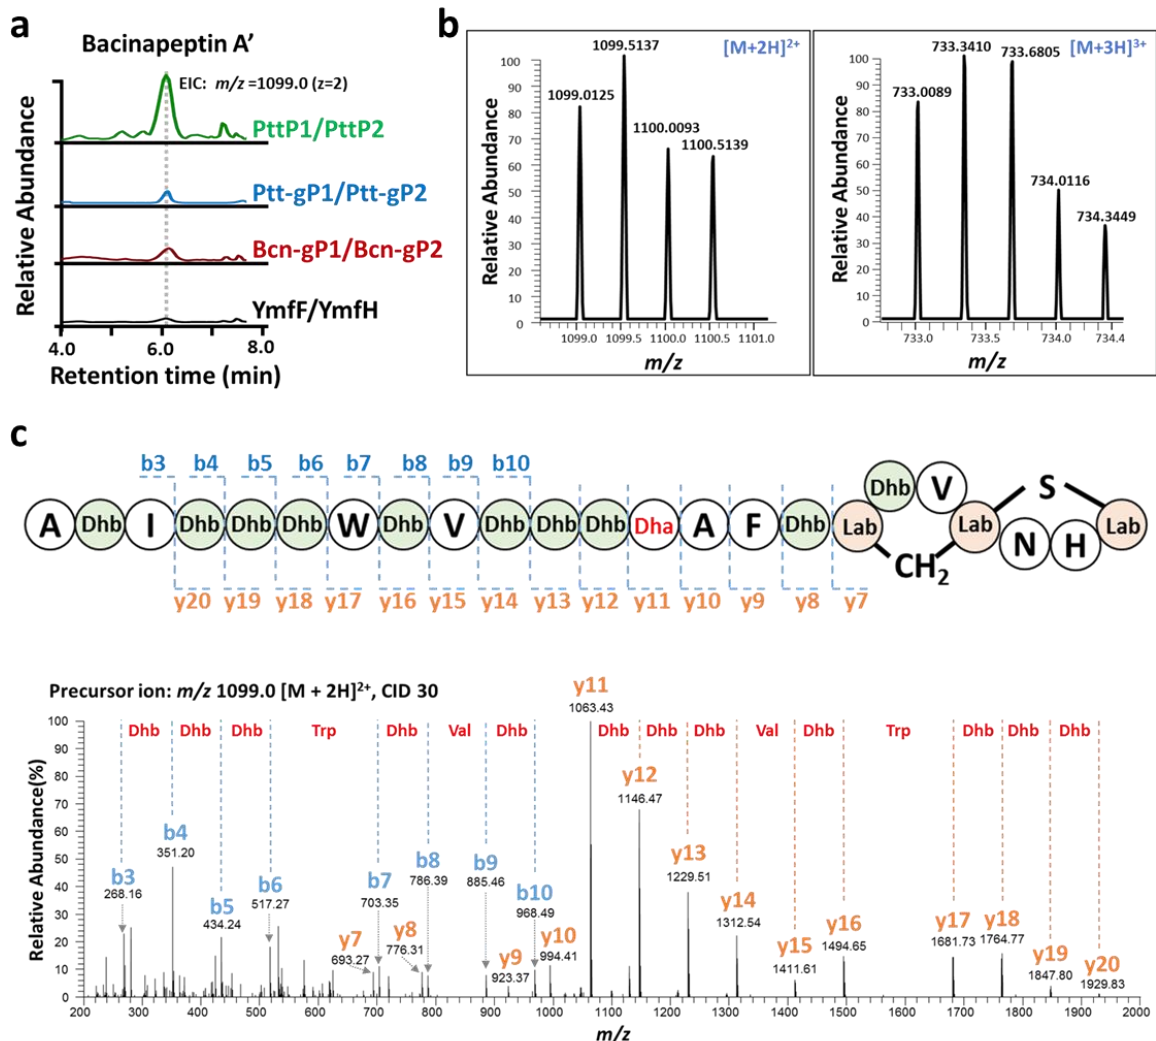 a
Bacinapeptin A’
EIC: m/z =1099.0 (z=2)
PttP1/PttP2
Ptt-gP1/Ptt-gP2
Bcn-gP1/Bcn-gP2
YmfF/YmfH
Relative Abundance
4.0 6.0 8.0
Retention time (min)
b
[M+2H]2+
1099.5137
1099.0125
1100.0093
1100.5139
Relative Abundance
100
90
80
70
60
50
40
30
20
10
0
1099.0 1099.5 1100.0 1100.5 1101.0
m/z
[M+3H]3+
733.3410
733.6805
733.0089
734.0116
734.3449
Relative Abundance
100
90
80
70
60
50
40
30
20
10
0
733.0 733.5 734.0 734.4
m/z
c
b3 b4 b5 b6 b7 b8 b9 b10
A Dhb I Dhb Dhb Dhb W Dhb V Dhb Dhb Dhb Dha A F Dhb Lab Dhb V Lab S N H Lab
CH2
y20 y19 y18 y17 y16 y15 y14 y13 y12 y11 y10 y9 y8 y7
Precursor ion: m/z 1099.0 [M + 2H]2+, CID 30
Relative Abundance(%)
100
90
80
70
60
50
40
30
20
10
0
Dhb Dhb Dhb Trp Dhb Val Dhb Dhb Dhb Dhb Val Dhb Trp Dhb Dhb Dhb
b3
268.16
b4
351.20
b5
434.24
b6
517.27
y7
693.27
b7
703.35
y8
776.31
b8
786.39
b9
885.46
y9
923.37
b10
968.49
y10
994.41
y11
1063.43
y12
1146.47
y13
1229.51
y14
1312.54
y15
1411.61
y16
1494.65
y17
1681.73
y18
1764.77
y19
1847.80
y20
1929.83
200 300 400 500 600 700 800 900 1000 1100 1200 1300 1400 1500 1600 1700 1800 1900 2000
m/z